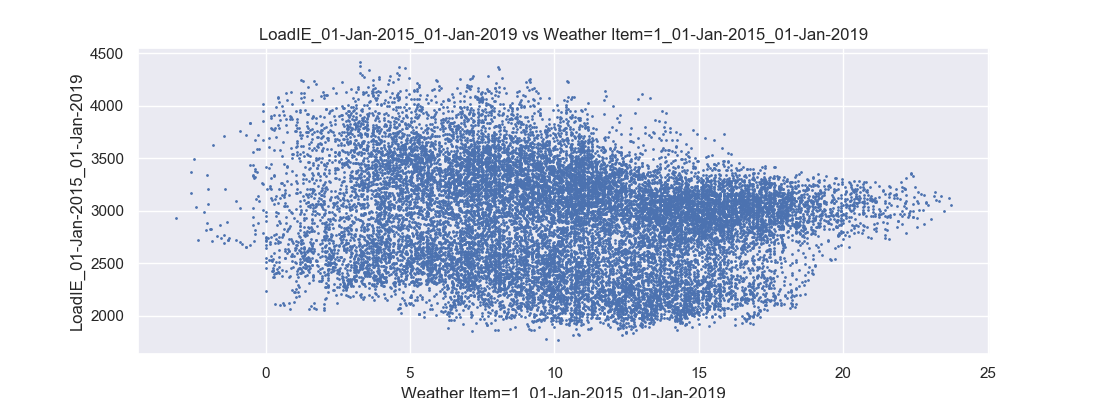 LoadIE_01-Jan-2015_01-Jan-2019 vs Weather Item=1_01-Jan-2015_01-Jan-2019
4500
4000
3500
3000
2500
2000
LoadIE_01-Jan-2015_01-Jan-2019
0 5 10 15 20 25
Weather Item=1_01-Jan-2015_01-Jan-2019